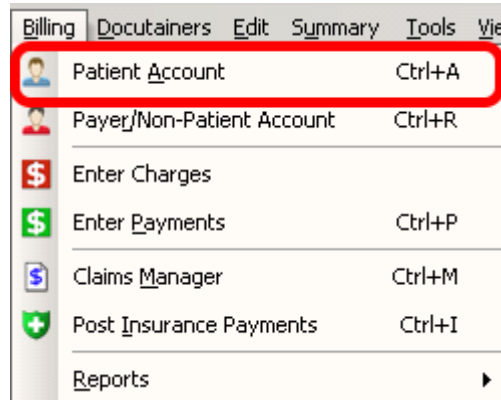 Billing Docutainers Edit Summary Tools Vie
Patient Account Ctrl+A
Payer/Non-Patient Account Ctrl+R
$ Enter Charges
$ Enter Payments Ctrl+P
$ Claims Manager Ctrl+M
Post Insurance Payments Ctrl+I
Reports